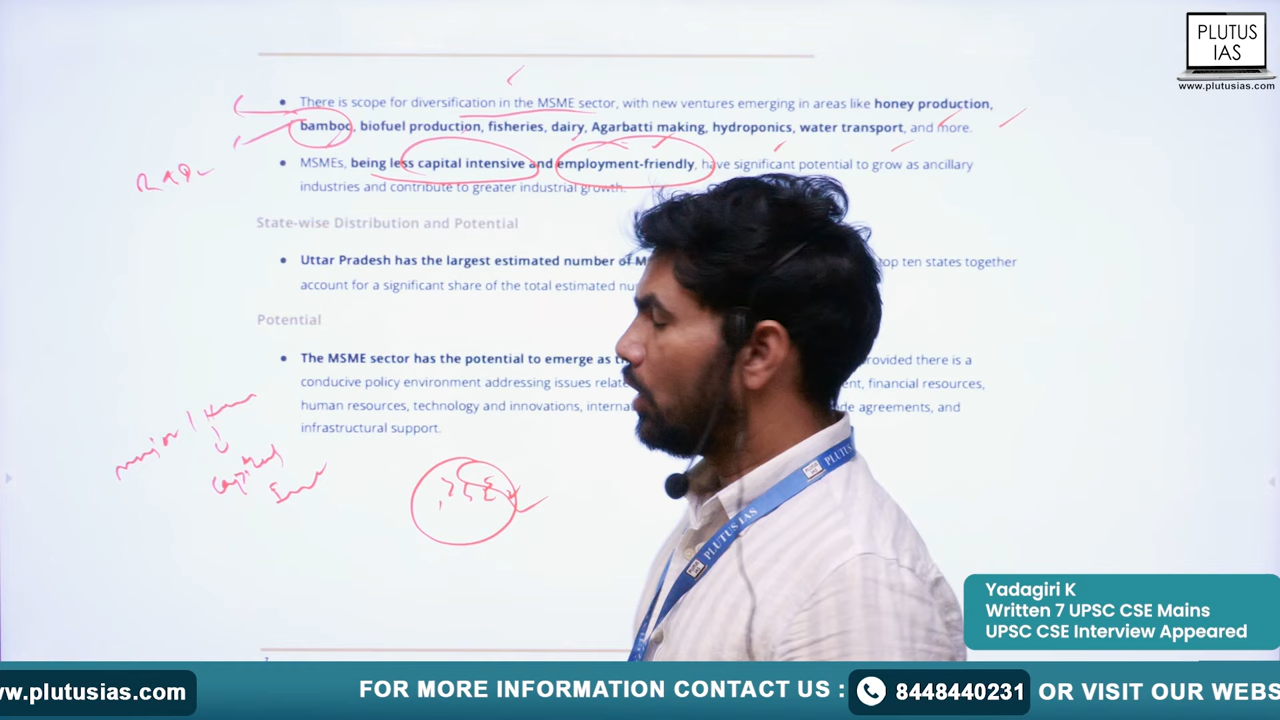 PLUTUS
IAS
www.plutusias.com
There is scope for diversification in the MSME sector, with new ventures emerging in areas like honey production,
bamboo, biofuel production, fisheries, dairy, Agarbatti making, hydroponics, water transport, and more.
MSMEs, being less capital intensive and employment-friendly, have significant potential to grow as ancillary
industries and contribute to greater industrial growth.
State-wise Distribution and Potential
Uttar Pradesh has the largest estimated number of M top ten states together
account for a significant share of the total estimated nu
Potential
The MSME sector has the potential to emerge as provided there is a
conducive policy environment addressing issues relate financial resources,
human resources, technology and innovations, interna agreements, and
infrastructural support.
major
PLUTUS IAS
PLUTUS
Yadagiri K
Written 7 UPSC CSE Mains
UPSC CSE Interview Appeared
ww.plutusias.com
FOR MORE INFORMATION CONTACT US : 8448440231 OR VISIT OUR WEBS